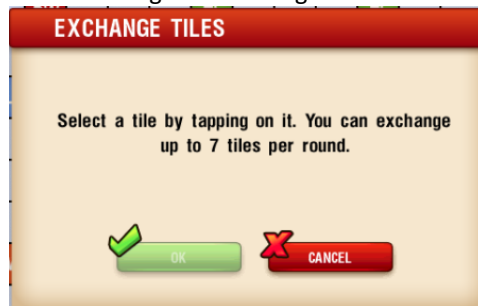 EXCHANGE TILES
Select a tile by tapping on it. You can exchange
up to 7 tiles per round.
OK
CANCEL